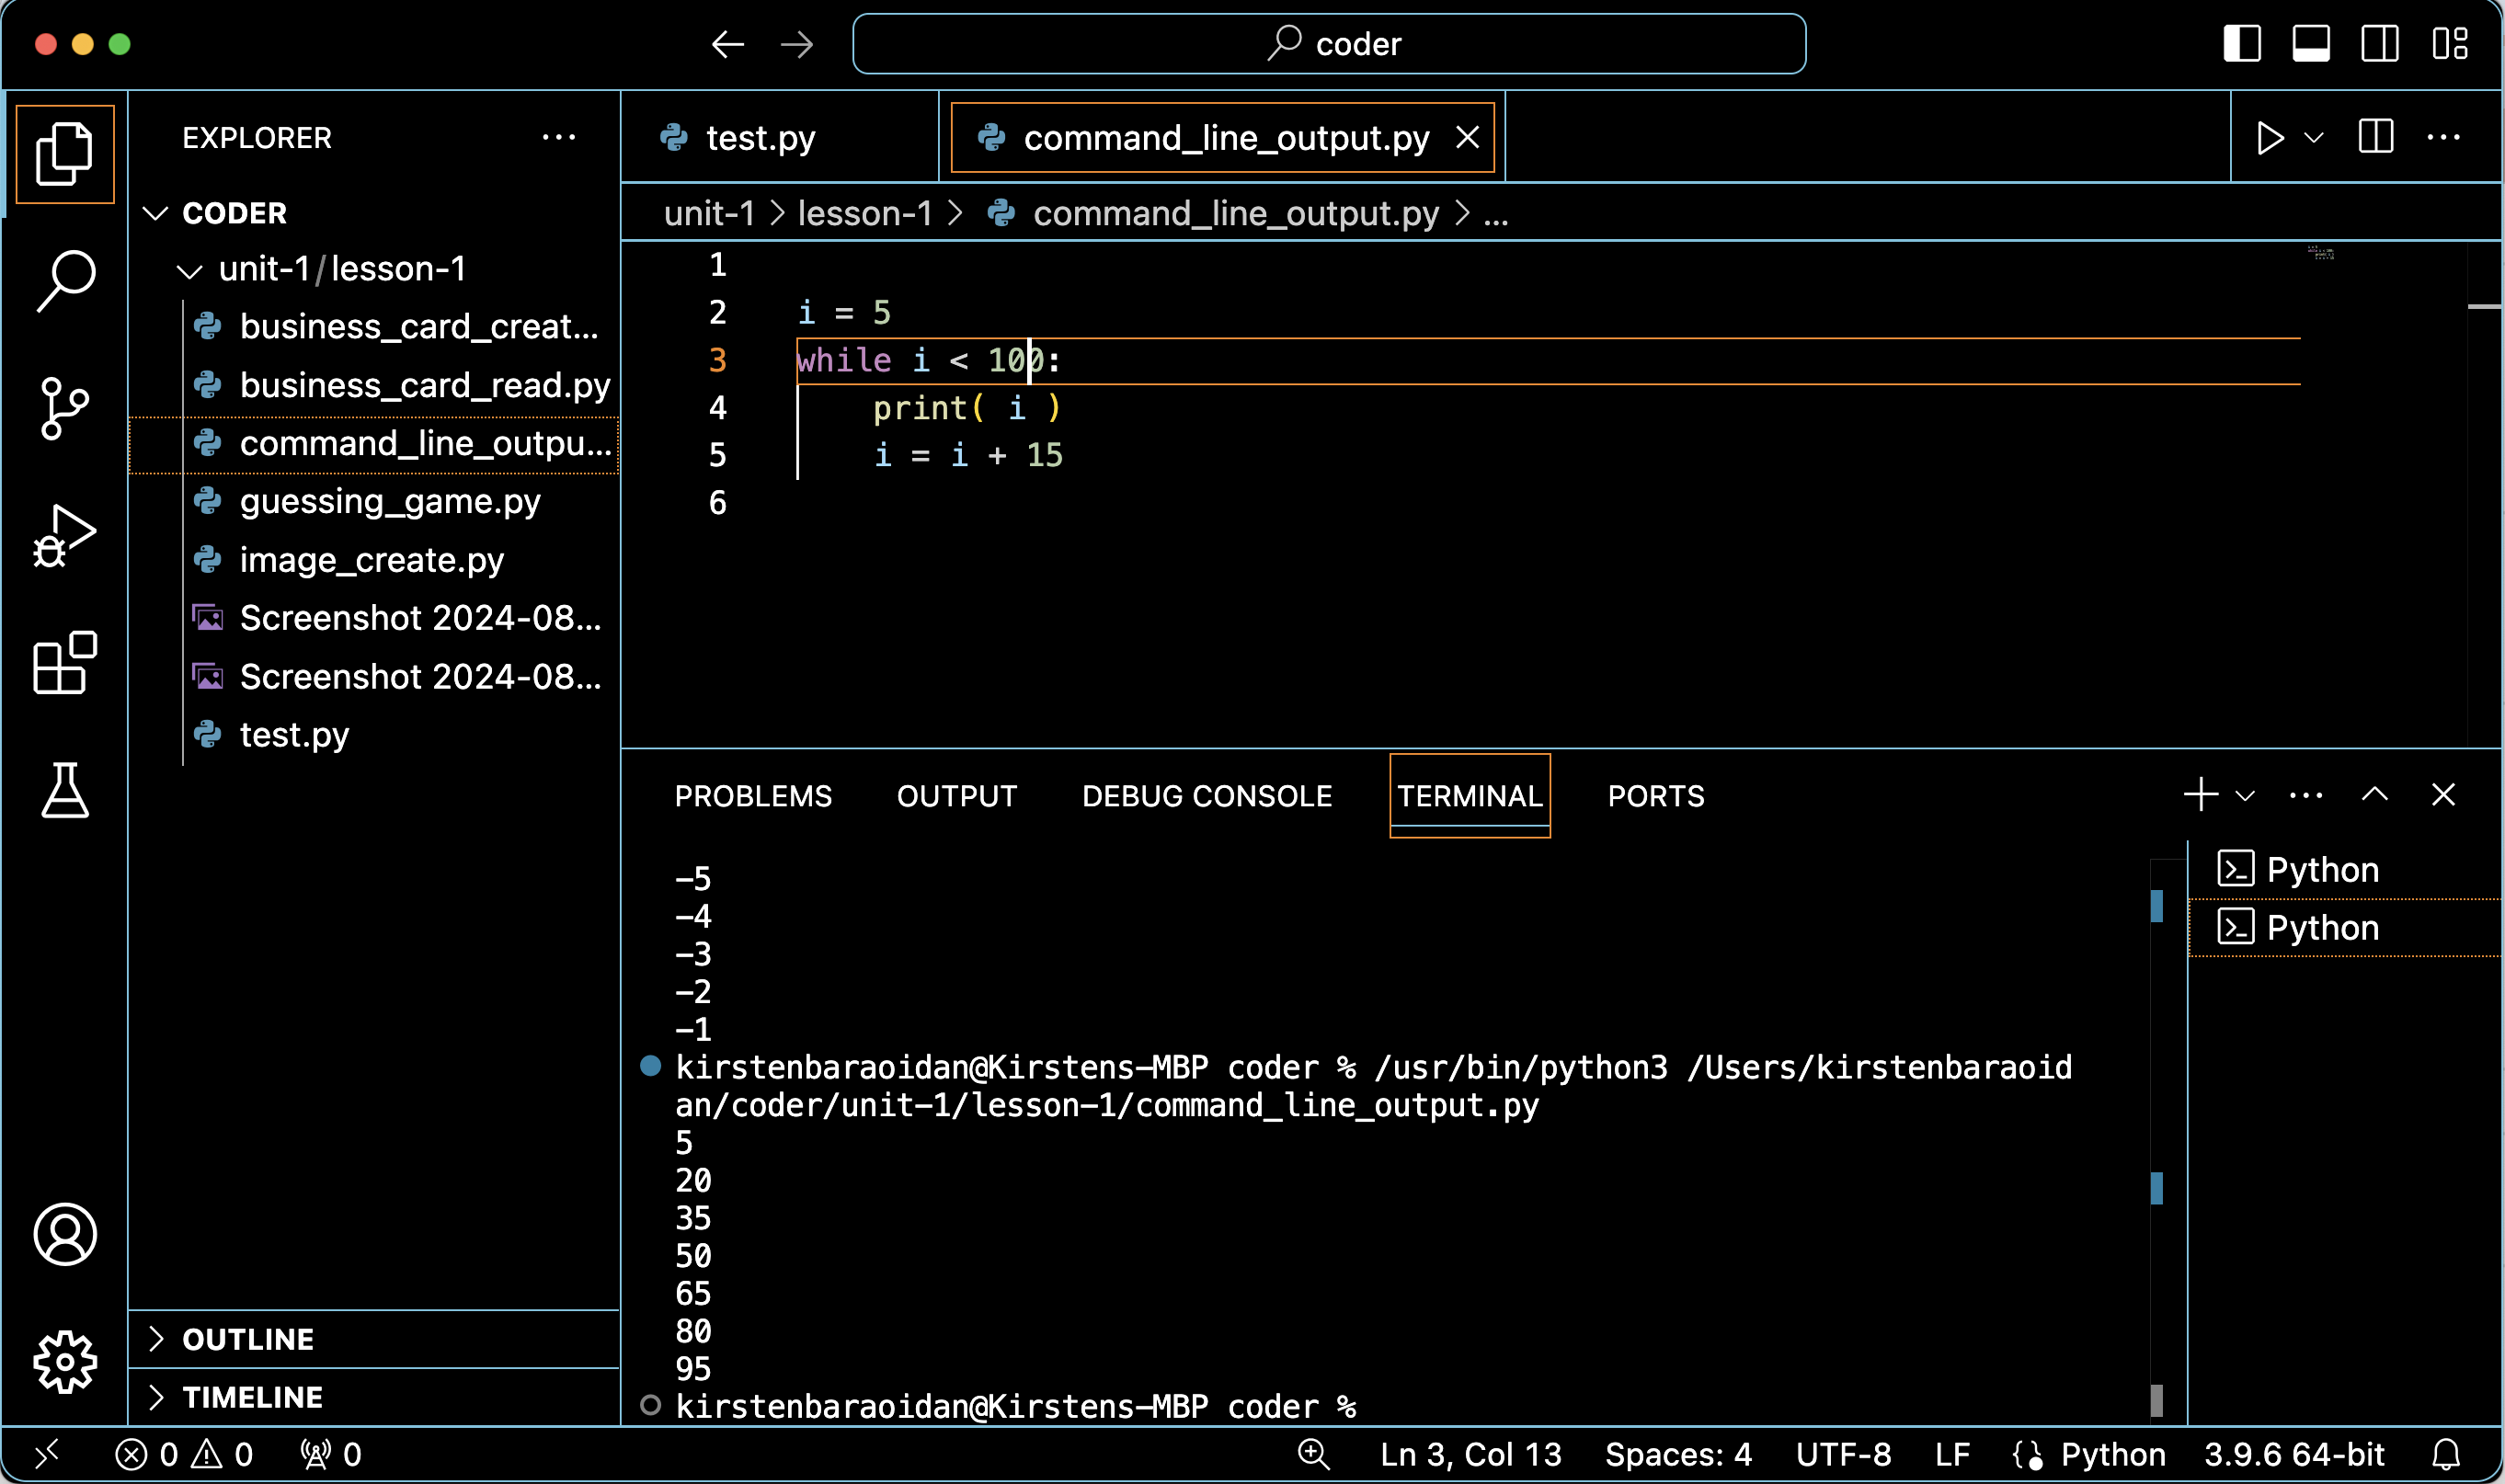 coder
EXPLORER
CODER
unit-1/lesson-1
business_card_creat...
business_card_read.py
command_line_outpu...
guessing_game.py
image_create.py
Screenshot 2024-08...
Screenshot 2024-08...
test.py
OUTLINE
TIMELINE
test.py
command_line_output.py
unit-1 > lesson-1 > command_line_output.py > ...
1
2 i = 5
3 while i < 100:
4     print( i )
5     i = i + 15
6
PROBLEMS OUTPUT DEBUG CONSOLE TERMINAL PORTS
-5
-4
-3
-2
-1
kirstenbaraoidan@Kirstens-MBP coder % /usr/bin/python3 /Users/kirstenbaraoid
an/coder/unit-1/lesson-1/command_line_output.py
5
20
35
50
65
80
95
kirstenbaraoidan@Kirstens-MBP coder %
Python
Python
0 0 0 Ln 3, Col 13 Spaces: 4 UTF-8 LF Python 3.9.6 64-bit